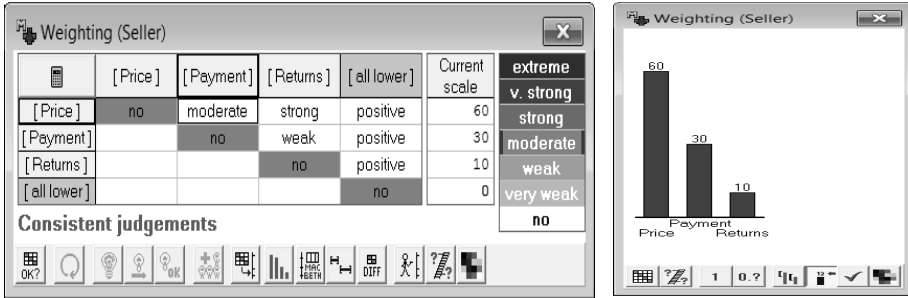 Weighting (Seller)
[ Price ] [ Payment ] [ Returns ] [ all lower ] Current scale extreme
v. strong
[ Price ] no moderate strong positive 60 strong
[ Payment ] no weak positive 30 moderate
[ Returns ] no positive 10 weak
[ all lower ] no 0 very weak
no
Consistent judgements
OK? OK MAC BETH DIFF
Weighting (Seller)
60
30
10
Price Payment Returns
1 0.? 12